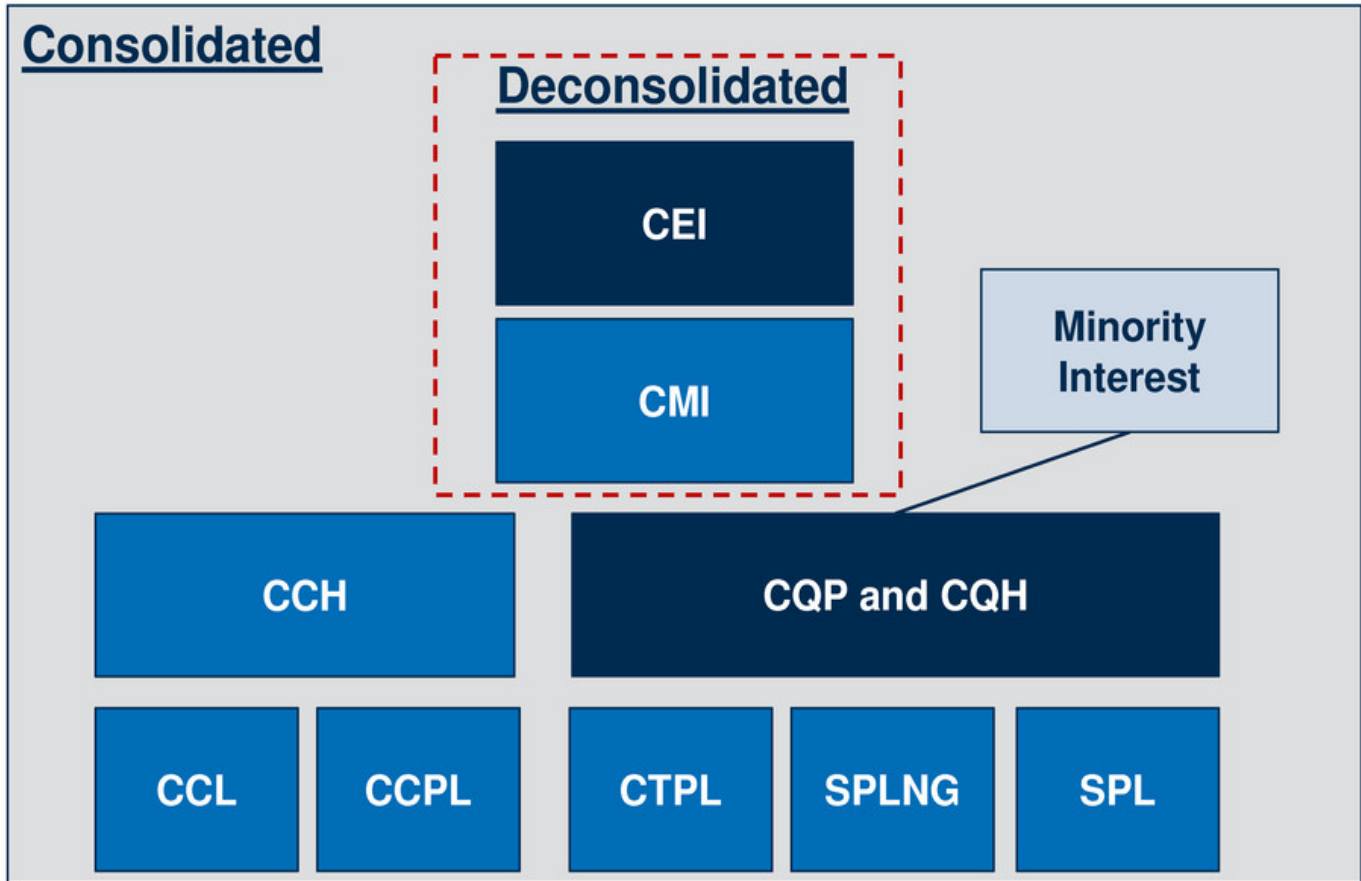 Consolidated
Deconsolidated
CEI
CMI
Minority
Interest
CCH
CQP and CQH
CCL
CCPL
CTPL
SPLNG
SPL